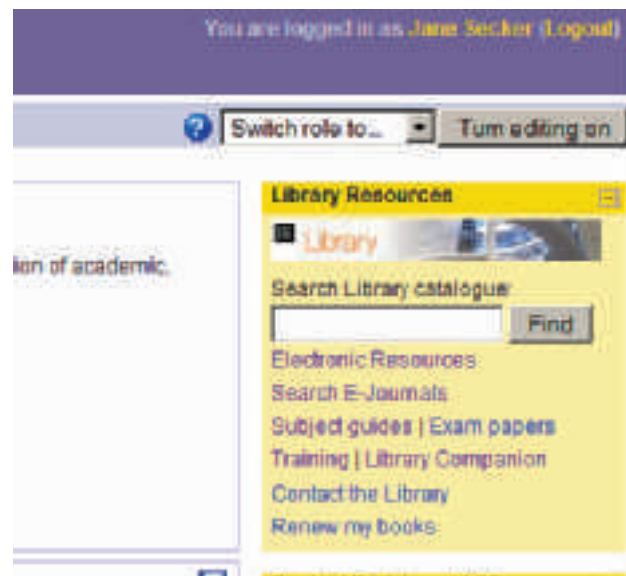 You are logged in as Jane Secker (Logout)
Switch role to... Turn editing on
Library Resources
Library
ion of academic,
Search Library catalogue
Find
Electronic Resources
Search E-Journals
Subject guides | Exam papers
Training | Library Companion
Contact the Library
Renew my books